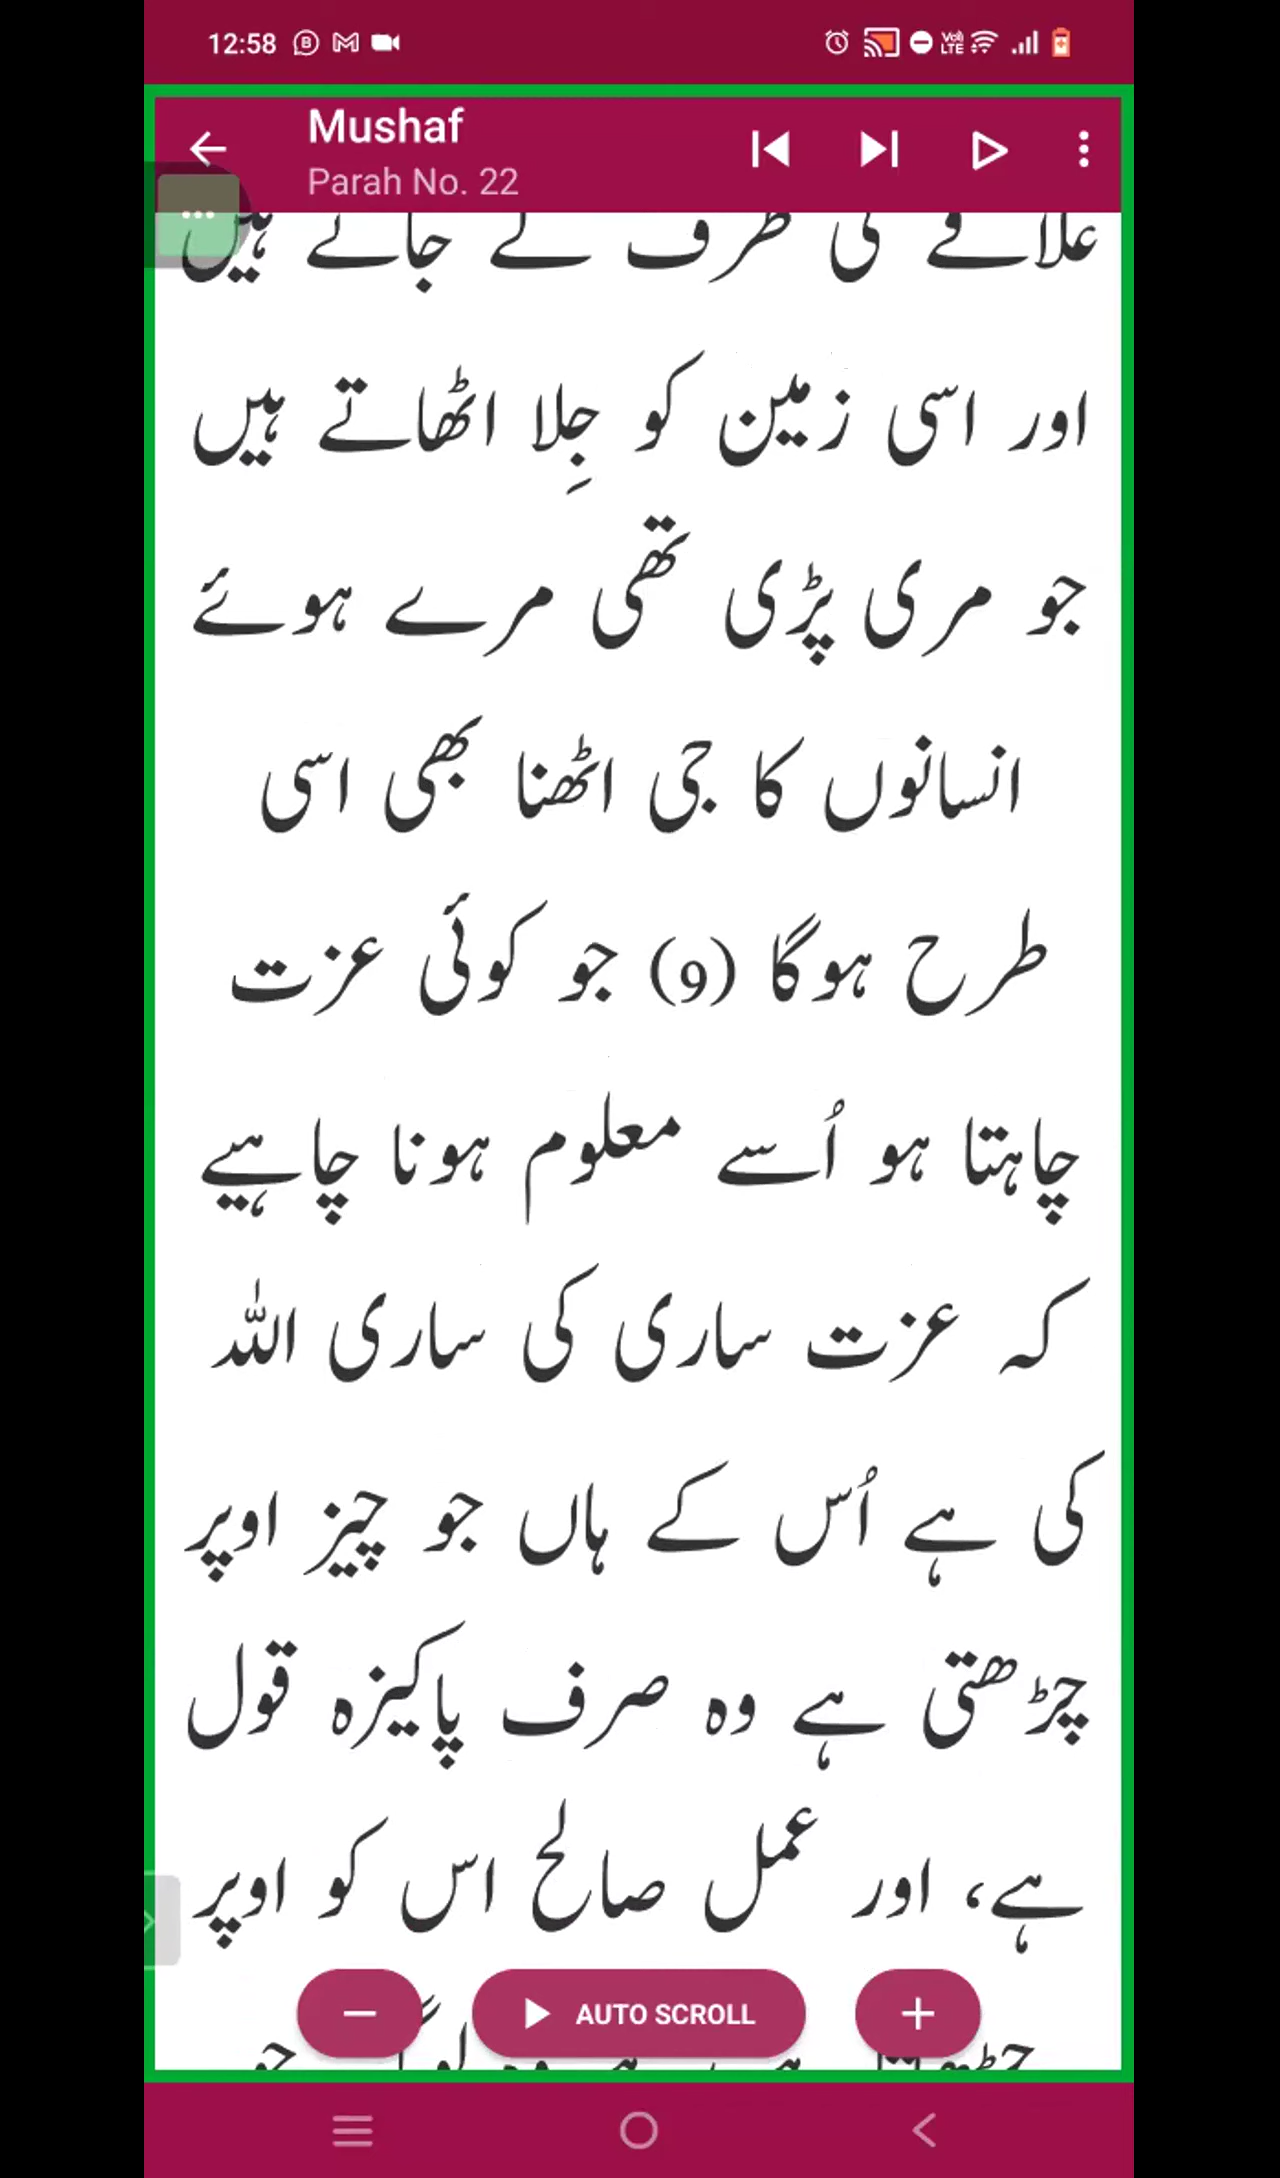 12:58
Mushaf
Parah No. 22
علاقے کی طرف لے جاتے ہیں
اور اسی زمین کو جِلا اٹھاتے ہیں
جو مری پڑی تھی مرے ہوئے
انسانوں کا جی اٹھنا بھی اسی
طرح ہوگا (9) جو کوئی عزت
چاہتا ہو اُسے معلوم ہونا چاہیے
کہ عزت ساری کی ساری اللہ
کی ہے اُس کے ہاں جو چیز اوپر
چڑھتی ہے وہ صرف پاکیزہ قول
ہے، اور عمل صالح اس کو اوپر
AUTO SCROLL